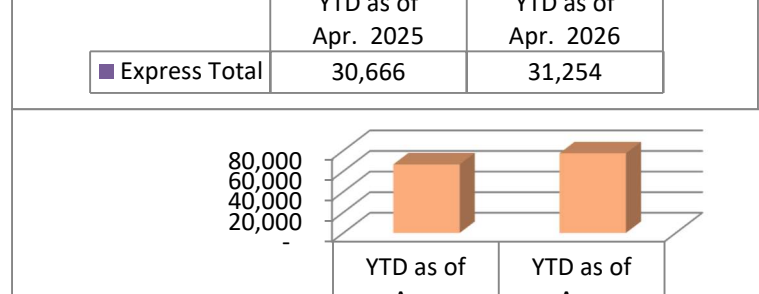 YTD as of YTD as of
Apr. 2025 Apr. 2026
Express Total 30,666 31,254
80,000
60,000
40,000
20,000
-
YTD as of YTD as of